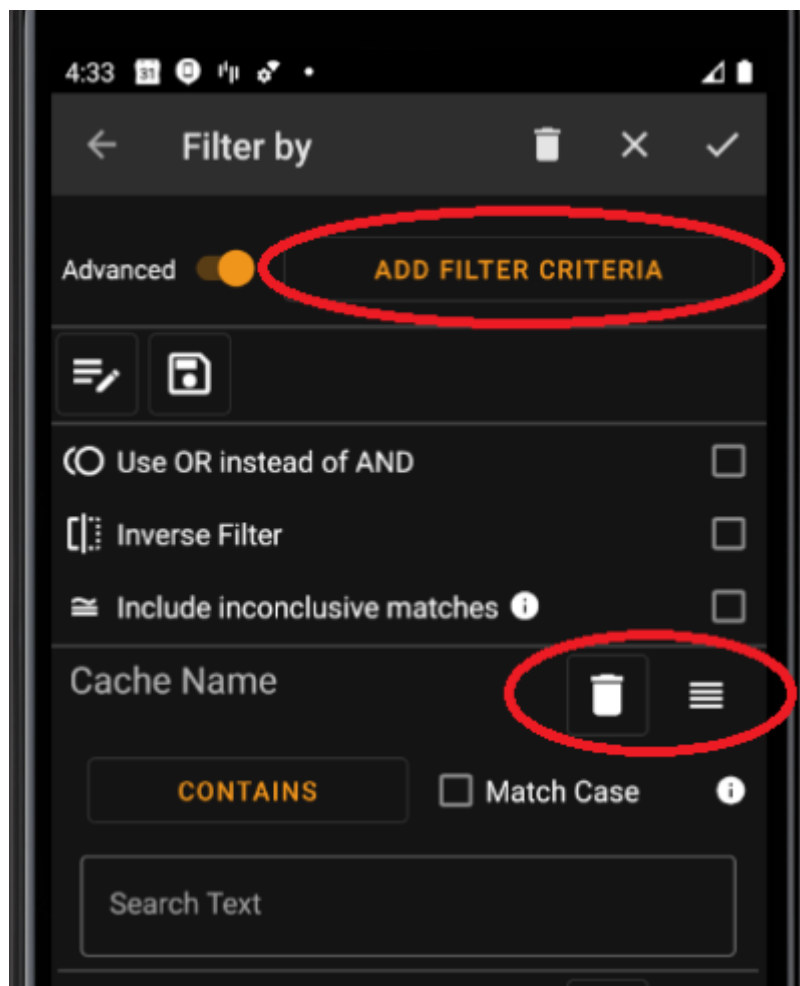 4:33 31
Filter by
Advanced ADD FILTER CRITERIA
Use OR instead of AND
Inverse Filter
Include inconclusive matches i
Cache Name
CONTAINS Match Case i
Search Text